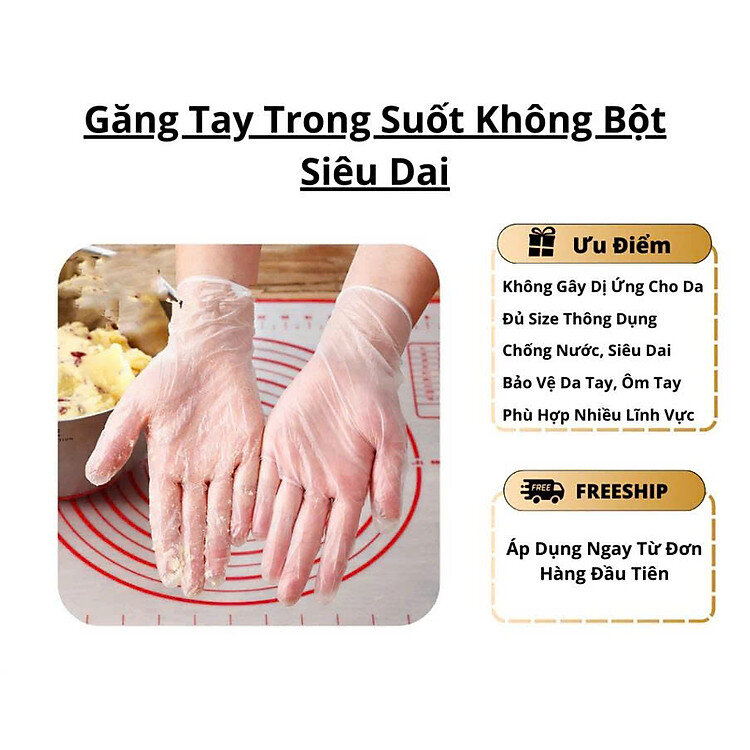 Găng Tay Trong Suốt Không Bột
Siêu Dai
Ưu Điểm
Không Gây Dị Ứng Cho Da
Đủ Size Thông Dụng
Chống Nước, Siêu Dai
Bảo Vệ Da Tay, Ôm Tay
Phù Hợp Nhiều Lĩnh Vực
FREE FREESHIP
Áp Dụng Ngay Từ Đơn
Hàng Đầu Tiên